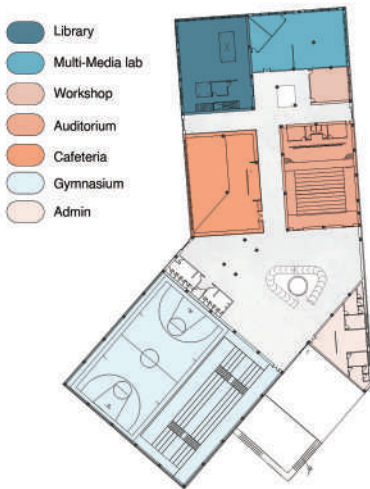 Library
Multi-Media lab
Workshop
Auditorium
Cafeteria
Gymnasium
Admin